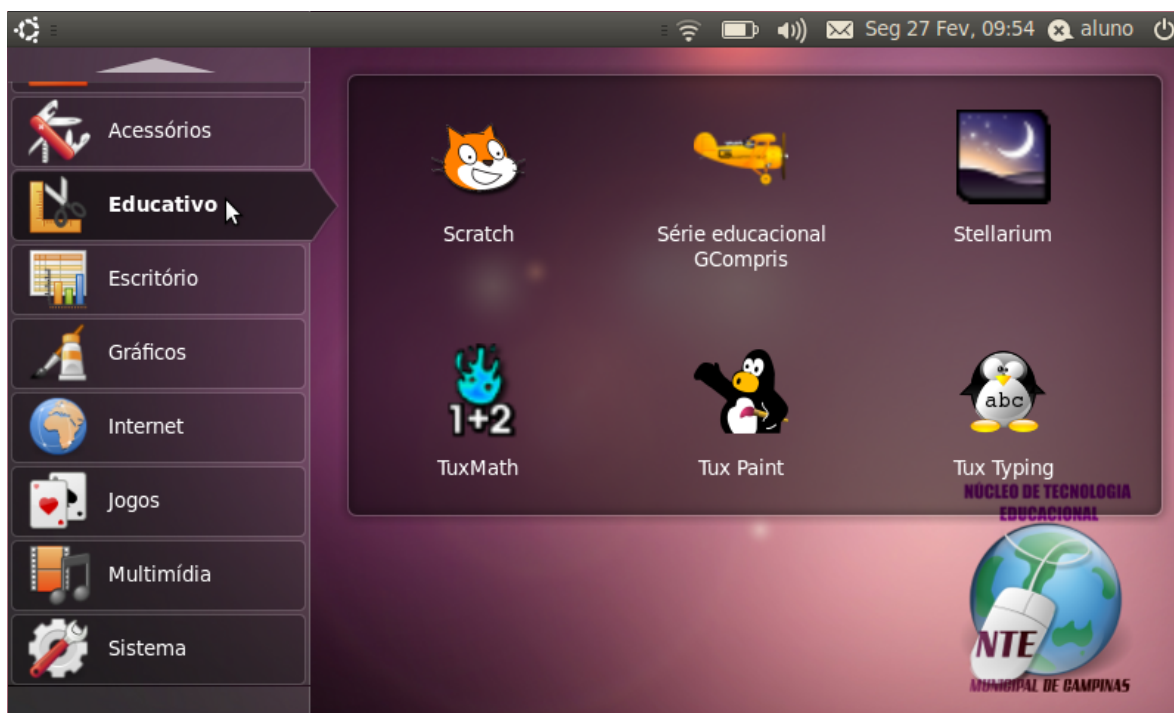 Seg 27 Fev, 09:54 aluno
Acessórios
Educativo
Escritório
Gráficos
Internet
Jogos
Multimídia
Sistema
Scratch
Série educacional
GCompris
Stellarium
1+2
TuxMath
Tux Paint
abc
Tux Typing
NÚCLEO DE TECNOLOGIA
EDUCACIONAL
NTE
MUNICIPAL DE CAMPINAS